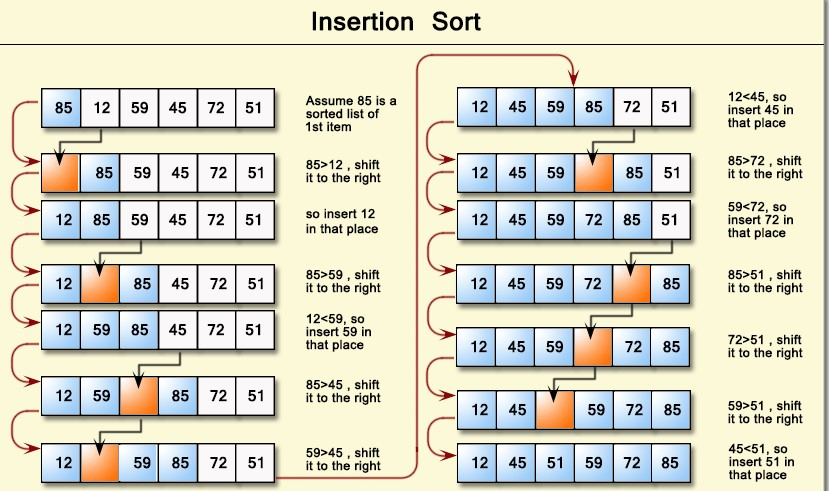 Insertion Sort
85 12 59 45 72 51
Assume 85 is a
sorted list of
1st item
85 59 45 72 51
85>12 , shift
it to the right
12 85 59 45 72 51
so insert 12
in that place
12 85 45 72 51
85>59 , shift
it to the right
12 59 85 45 72 51
12<59, so
insert 59 in
that place
12 59 85 72 51
85>45 , shift
it to the right
12 59 85 72 51
59>45 , shift
it to the right
12 45 59 85 72 51
12<45, so
insert 45 in
that place
12 45 59 85 51
85>72 , shift
it to the right
12 45 59 72 85 51
59<72, so
insert 72 in
that place
12 45 59 72 85
85>51 , shift
it to the right
12 45 59 72 85
72>51 , shift
it to the right
12 45 59 72 85
59>51 , shift
it to the right
12 45 51 59 72 85
45<51, so
insert 51 in
that place